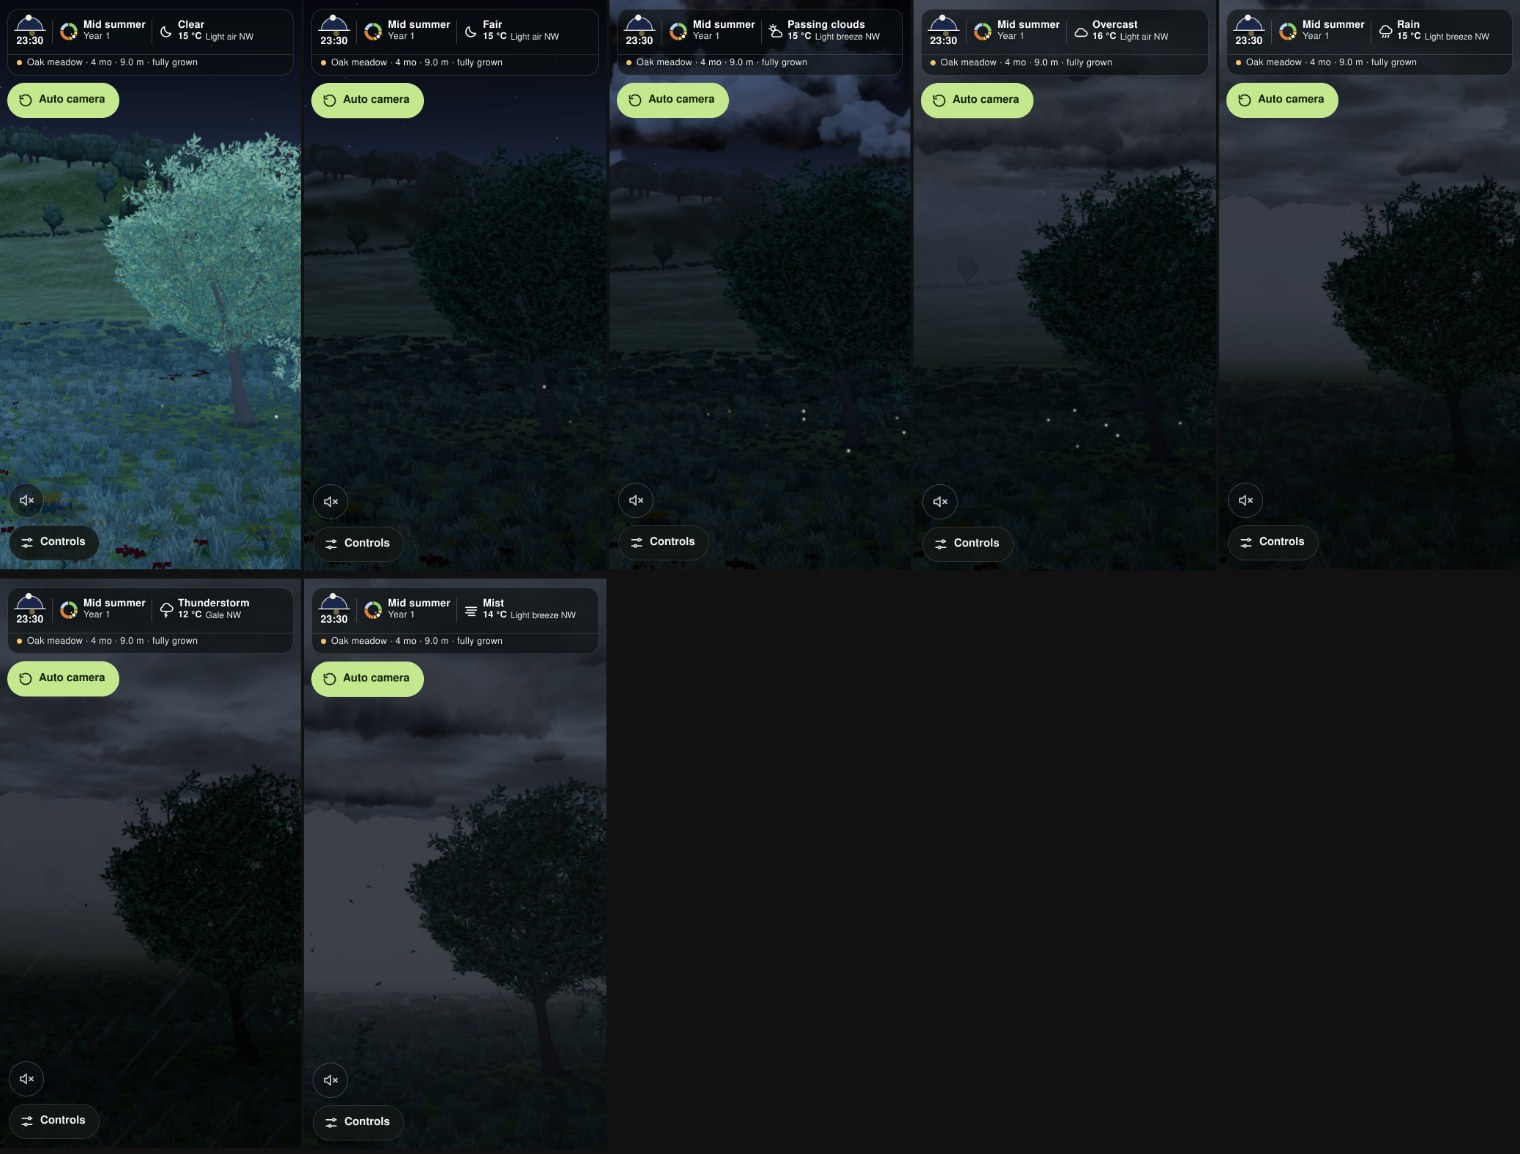 23:30
Mid summer
Year 1
Clear
15 °C Light air NW
Oak meadow · 4 mo · 9.0 m · fully grown
Auto camera
Controls
23:30
Mid summer
Year 1
Fair
15 °C Light air NW
Oak meadow · 4 mo · 9.0 m · fully grown
Auto camera
Controls
23:30
Mid summer
Year 1
Passing clouds
15 °C Light breeze NW
Oak meadow · 4 mo · 9.0 m · fully grown
Auto camera
Controls
23:30
Mid summer
Year 1
Overcast
16 °C Light air NW
Oak meadow · 4 mo · 9.0 m · fully grown
Auto camera
Controls
23:30
Mid summer
Year 1
Rain
15 °C Light breeze NW
Oak meadow · 4 mo · 9.0 m · fully grown
Auto camera
Controls
23:30
Mid summer
Year 1
Thunderstorm
12 °C Gale NW
Oak meadow · 4 mo · 9.0 m · fully grown
Auto camera
Controls
23:30
Mid summer
Year 1
Mist
14 °C Light breeze NW
Oak meadow · 4 mo · 9.0 m · fully grown
Auto camera
Controls